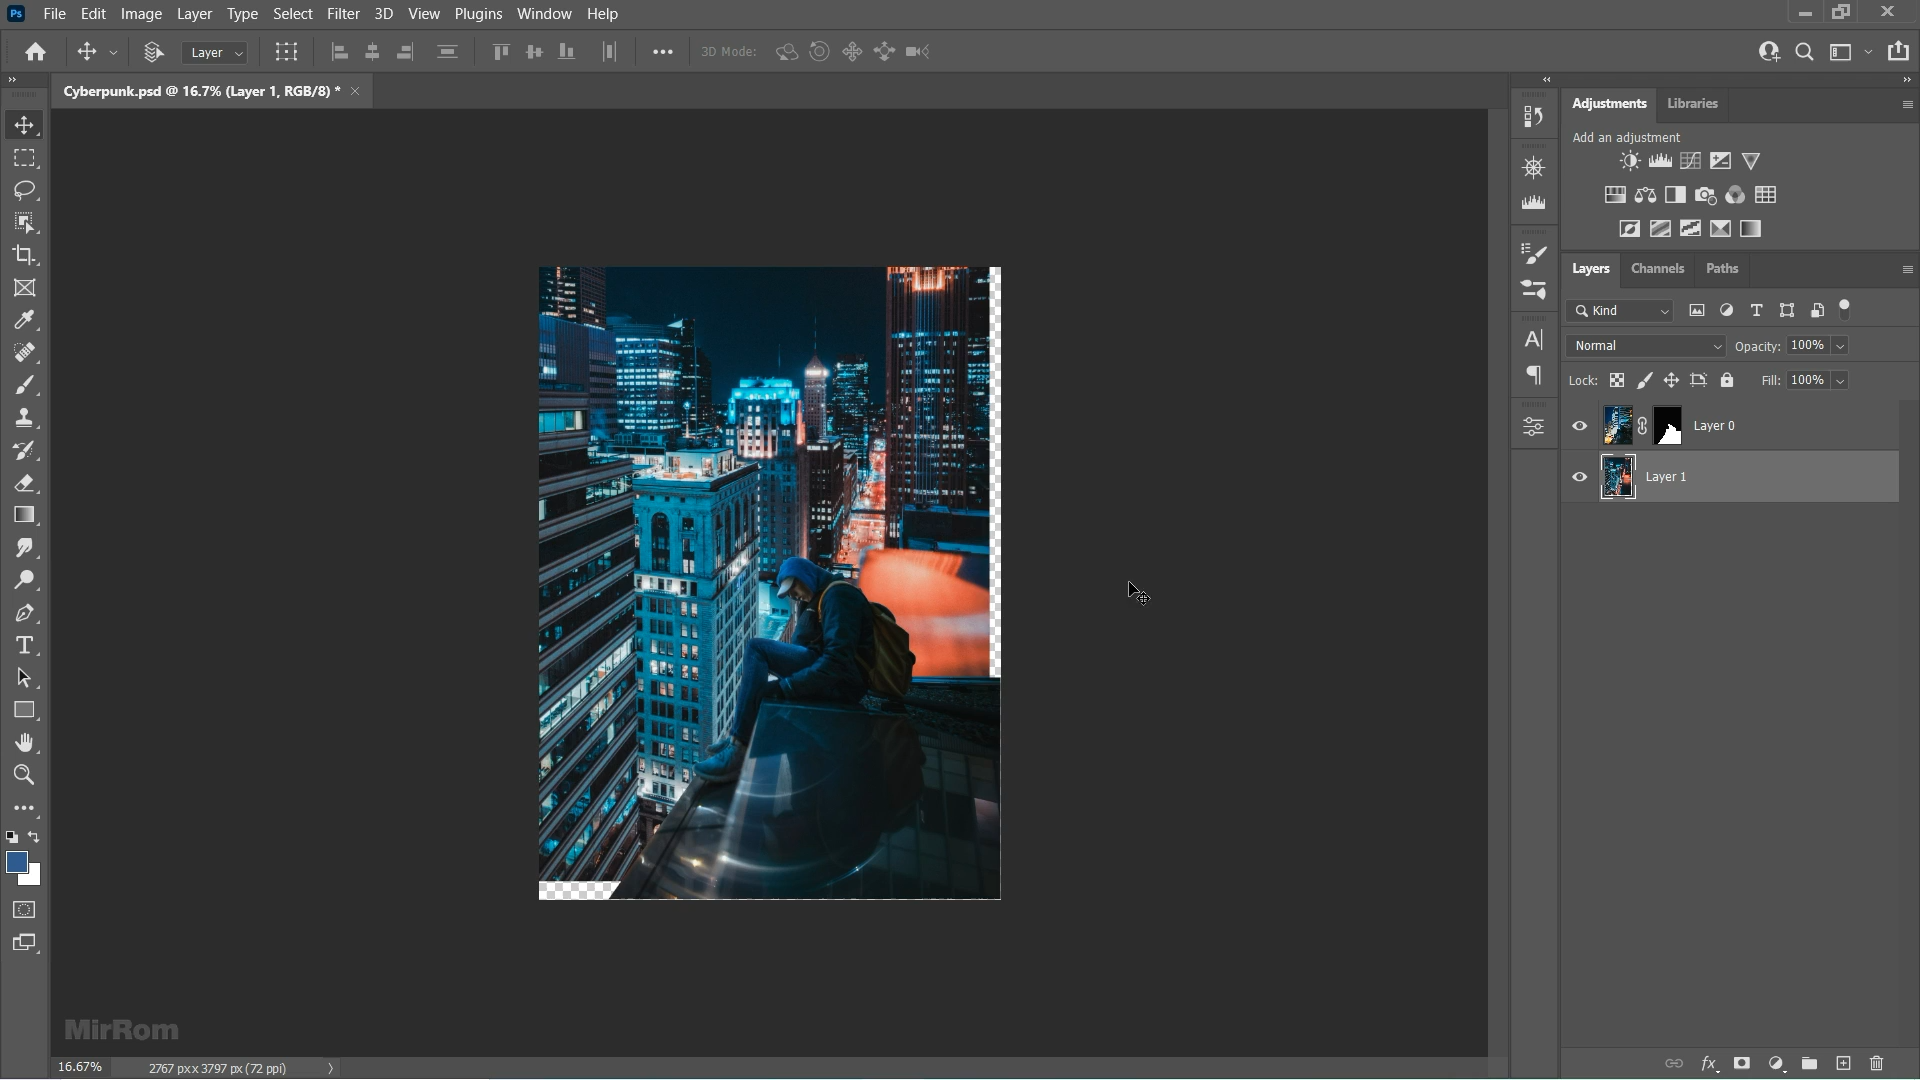 Ps File Edit Image Layer Type Select Filter 3D View Plugins Window Help
Layer 3D Mode:
Cyberpunk.psd @ 16.7% (Layer 1, RGB/8) *
Adjustments Libraries
Add an adjustment
Layers Channels Paths
Kind
Normal Opacity: 100%
Lock: Fill: 100%
Layer 0
Layer 1
MirRom
16.67% 2767 px x 3797 px (72 ppi)
fx